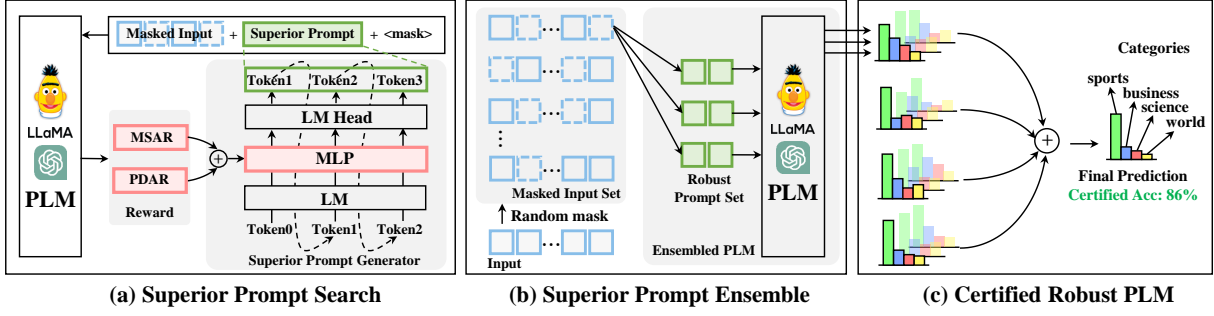 Masked Input + Superior Prompt + <mask>
Token1 Token2 Token3
LM Head
LLaMA
MSAR
MLP
PDAR
PLM
LM
Reward
Token0 Token1 Token2
Superior Prompt Generator
(a) Superior Prompt Search
Masked Input Set
Random mask
Input
Robust
Prompt Set
LLaMA
PLM
Ensembled PLM
(b) Superior Prompt Ensemble
Categories
sports
business
science
world
Final Prediction
Certified Acc: 86%
(c) Certified Robust PLM